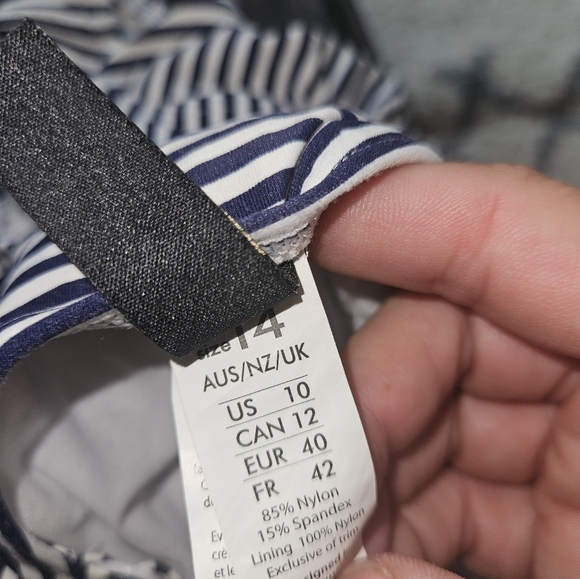 size 14
AUS/NZ/UK
US 10
CAN 12
EUR 40
FR 42
85% Nylon
15% Spandex
Lining 100% Nylon
Exclusive of trim